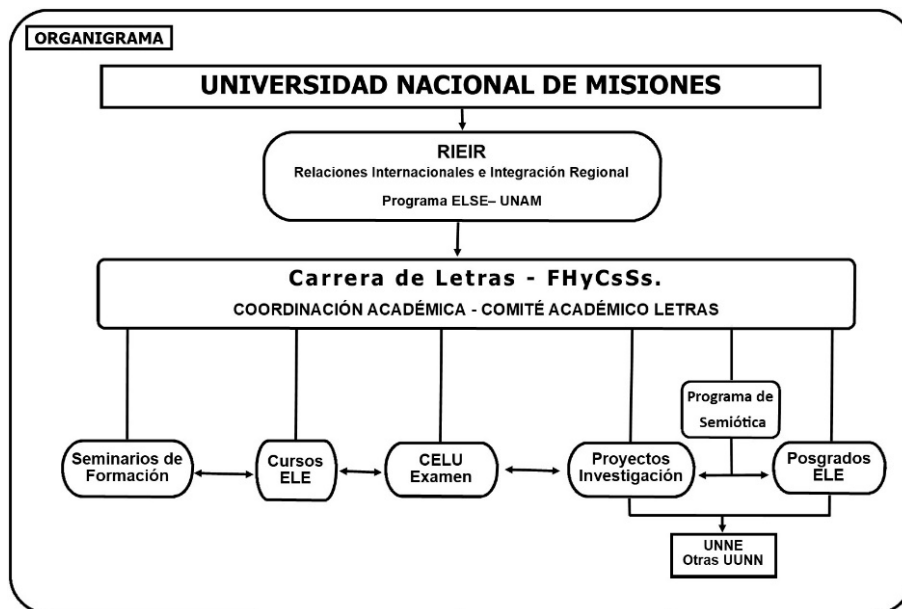 ORGANIGRAMA
UNIVERSIDAD NACIONAL DE MISIONES
RIEIR
Relaciones Internacionales e Integración Regional
Programa ELSE– UNAM
Carrera de Letras - FHyCsSs.
COORDINACIÓN ACADÉMICA - COMITÉ ACADÉMICO LETRAS
Programa de
Semiótica
Seminarios de
Formación
Cursos
ELE
CELU
Examen
Proyectos
Investigación
Posgrados
ELE
UNNE
Otras UUNN